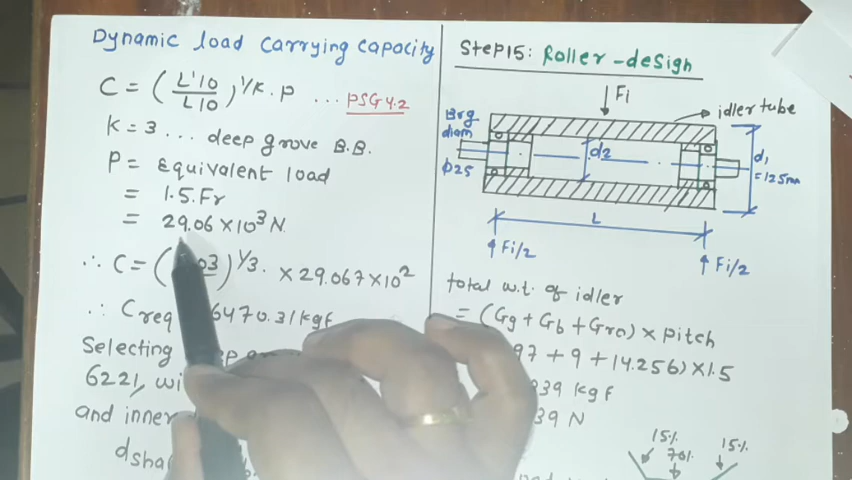 Dynamic load carrying capacity
C = (L'10 / L10)^1/K . P ... PSG 4.2
K = 3 ... deep grove B.B.
P = Equivalent load
= 1.5.Fr
= 29.06 × 10³ N
∴ C = ( 03 )^1/3. × 29.067 × 10²
∴ Creq 6470.31 kgf
Selecting
6221, wi
and inner
dsha
Step 15: Roller-design
Fi
idler tube
Brg
diam
ϕ25
d2
d1
= 125mm
L
↑ Fi/2
↑ Fi/2
total w.t. of idler
= (Gg + Gb + Gro) × pitch
97 + 9 + 14.256) × 1.5
39 kgf
39 N
15%
70%
15%